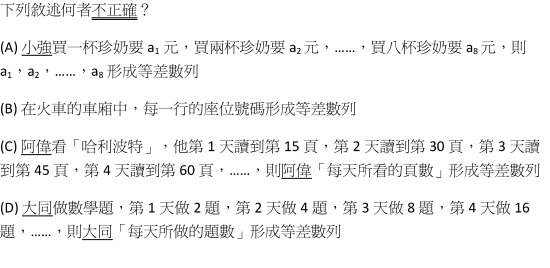 下列敘述何者不正確？
(A) 小強買一杯珍奶要 a₁ 元，買兩杯珍奶要 a₂ 元，……，買八杯珍奶要 a₈ 元，則
a₁，a₂，……，a₈ 形成等差數列
(B) 在火車的車廂中，每一行的座位號碼形成等差數列
(C) 阿偉看「哈利波特」，他第 1 天讀到第 15 頁，第 2 天讀到第 30 頁，第 3 天讀
到第 45 頁，第 4 天讀到第 60 頁，……，則阿偉「每天所看的頁數」形成等差數列
(D) 大同做數學題，第 1 天做 2 題，第 2 天做 4 題，第 3 天做 8 題，第 4 天做 16
題，……，則大同「每天所做的題數」形成等差數列